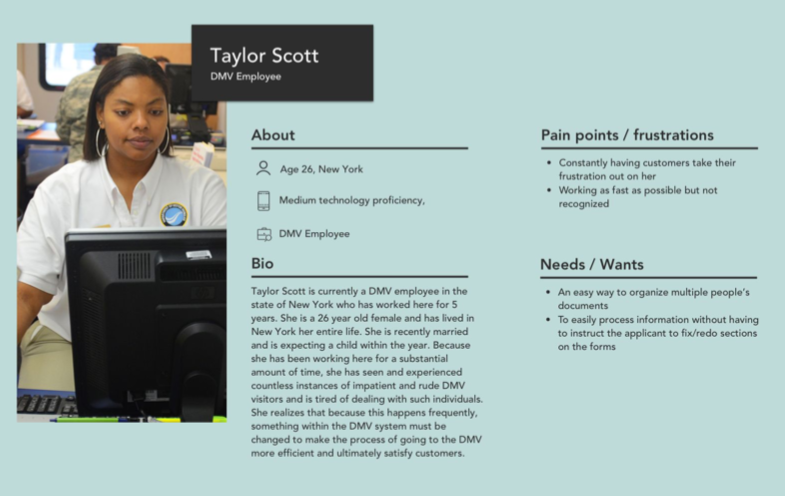 Taylor Scott
DMV Employee
About
Age 26, New York
Medium technology proficiency,
DMV Employee
Bio
Taylor Scott is currently a DMV employee in the
state of New York who has worked here for 5
years. She is a 26 year old female and has lived in
New York her entire life. She is recently married
and is expecting a child within the year. Because
she has been working here for a substantial
amount of time, she has seen and experienced
countless instances of impatient and rude DMV
visitors and is tired of dealing with such individuals.
She realizes that because this happens frequently,
something within the DMV system must be
changed to make the process of going to the DMV
more efficient and ultimately satisfy customers.
Pain points / frustrations
• Constantly having customers take their
frustration out on her
• Working as fast as possible but not
recognized
Needs / Wants
• An easy way to organize multiple people's
documents
• To easily process information without having
to instruct the applicant to fix/redo sections
on the forms